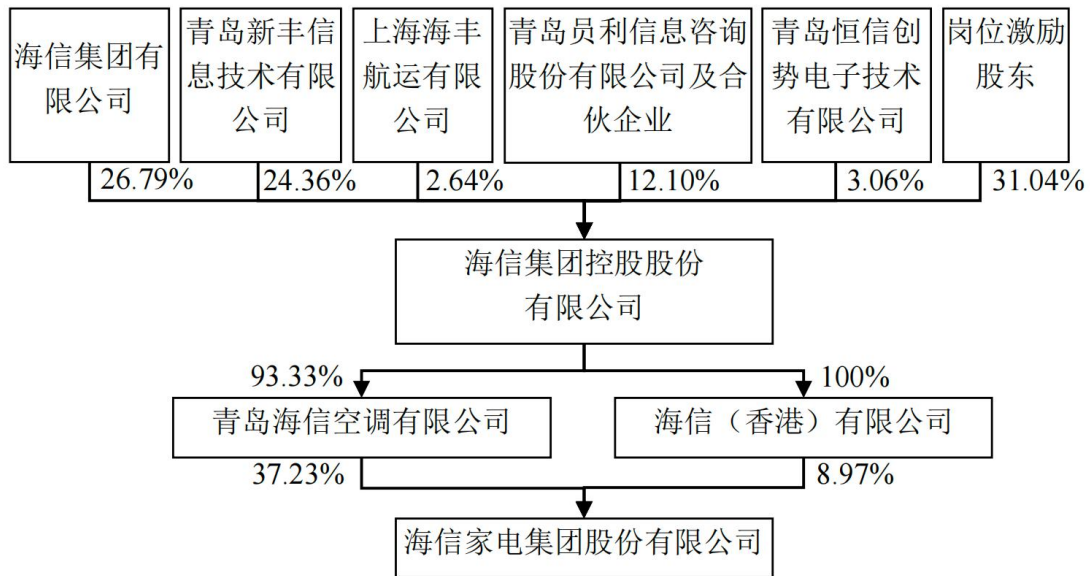 海信集团有
限公司
青岛新丰信
息技术有限
公司
上海海丰
航运有限
公司
青岛员利信息咨询
股份有限公司及合
伙企业
青岛恒信创
势电子技术
有限公司
岗位激励
股东
26.79%
24.36%
2.64%
12.10%
3.06%
31.04%
海信集团控股股份
有限公司
93.33%
100%
青岛海信空调有限公司
海信（香港）有限公司
37.23%
8.97%
海信家电集团股份有限公司